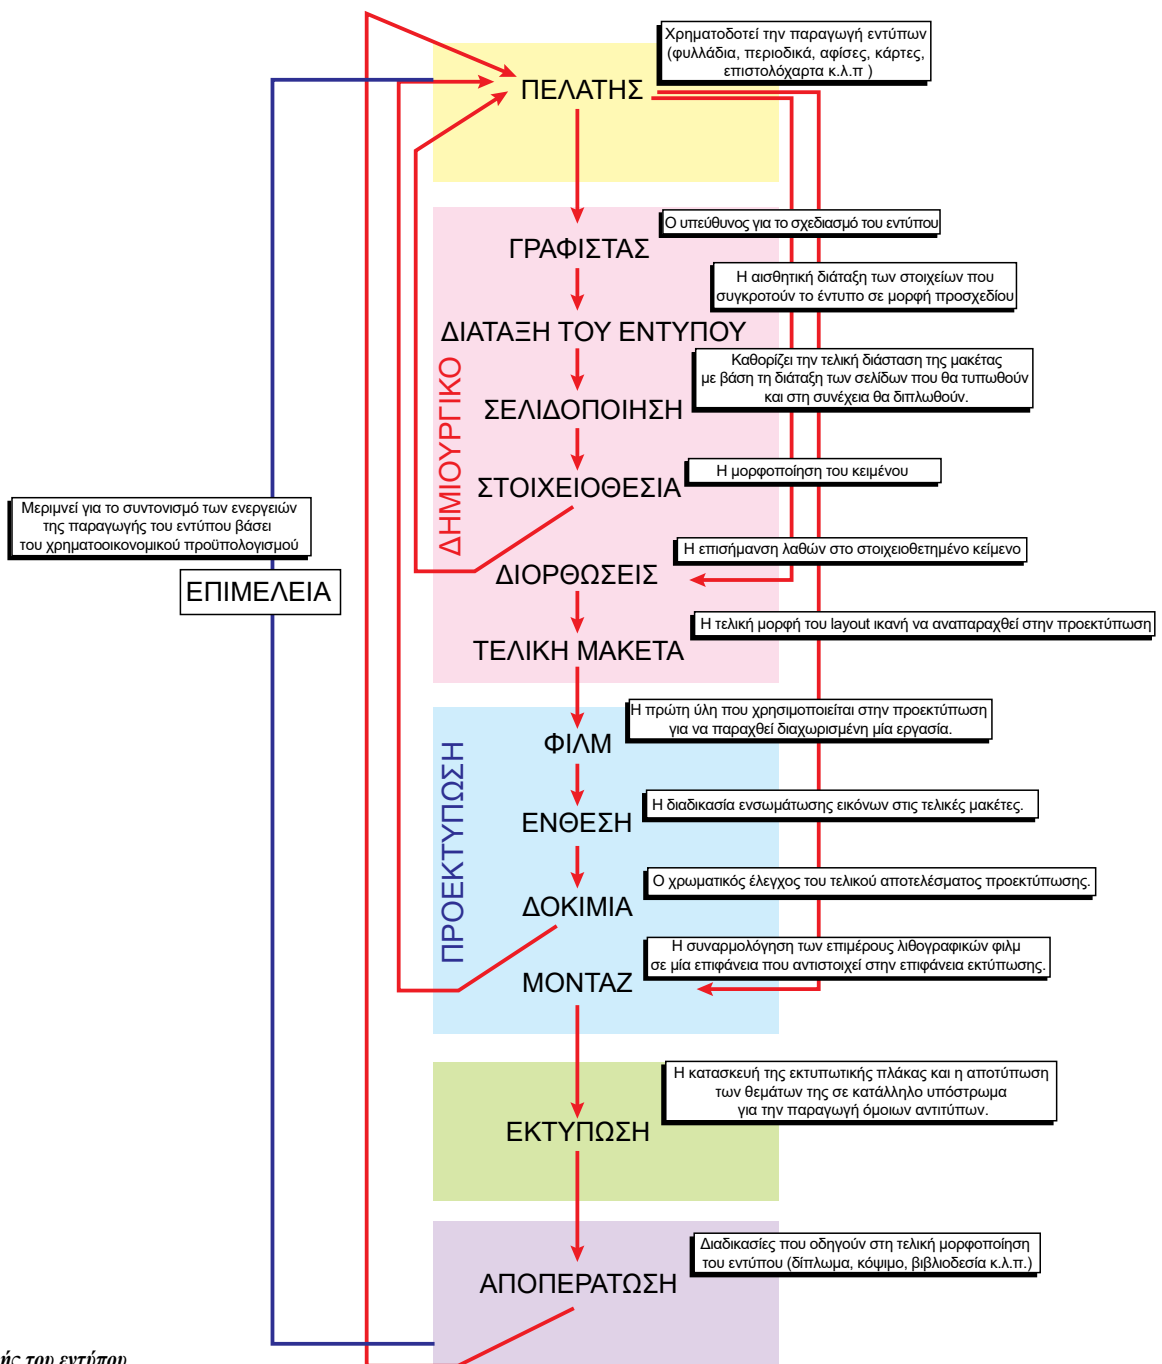 Χρηματοδοτεί την παραγωγή εντύπων
(φυλλάδια, περιοδικά, αφίσες, κάρτες,
επιστολόχαρτα κ.λ.π )
ΠΕΛΑΤΗΣ
Ο υπεύθυνος για το σχεδιασμό του εντύπου
ΓΡΑΦΙΣΤΑΣ
Η αισθητική διάταξη των στοιχείων που
συγκροτούν το έντυπο σε μορφή προσχεδίου
ΔΙΑΤΑΞΗ ΤΟΥ ΕΝΤΥΠΟΥ
Καθορίζει την τελική διάσταση της μακέτας
με βάση τη διάταξη των σελίδων που θα τυπωθούν
και στη συνέχεια θα διπλωθούν.
ΣΕΛΙΔΟΠΟΙΗΣΗ
ΔΗΜΙΟΥΡΓΙΚΟ
Η μορφοποίηση του κειμένου
ΣΤΟΙΧΕΙΟΘΕΣΙΑ
Μεριμνεί για το συντονισμό των ενεργειών
της παραγωγής του εντύπου βάσει
του χρηματοοικονομικού προϋπολογισμού
ΕΠΙΜΕΛΕΙΑ
Η επισήμανση λαθών στο στοιχειοθετημένο κείμενο
ΔΙΟΡΘΩΣΕΙΣ
Η τελική μορφή του layout ικανή να αναπαραχθεί στην προεκτύπωση
ΤΕΛΙΚΗ ΜΑΚΕΤΑ
Η πρώτη ύλη που χρησιμοποιείται στην προεκτύπωση
για να παραχθεί διαχωρισμένη μία εργασία.
ΦΙΛΜ
ΠΡΟΕΚΤΥΠΩΣΗ
Η διαδικασία ενσωμάτωσης εικόνων στις τελικές μακέτες.
ΕΝΘΕΣΗ
Ο χρωματικός έλεγχος του τελικού αποτελέσματος προεκτύπωσης.
ΔΟΚΙΜΙΑ
Η συναρμολόγηση των επιμέρους λιθογραφικών φιλμ
σε μία επιφάνεια που αντιστοιχεί στην επιφάνεια εκτύπωσης.
ΜΟΝΤΑΖ
Η κατασκευή της εκτυπωτικής πλάκας και η αποτύπωση
των θεμάτων της σε κατάλληλο υπόστρωμα
για την παραγωγή όμοιων αντιτύπων.
ΕΚΤΥΠΩΣΗ
Διαδικασίες που οδηγούν στη τελική μορφοποίηση
του εντύπου (δίπλωμα, κόψιμο, βιβλιοδεσία κ.λ.π.)
ΑΠΟΠΕΡΑΤΩΣΗ
του εντύπου